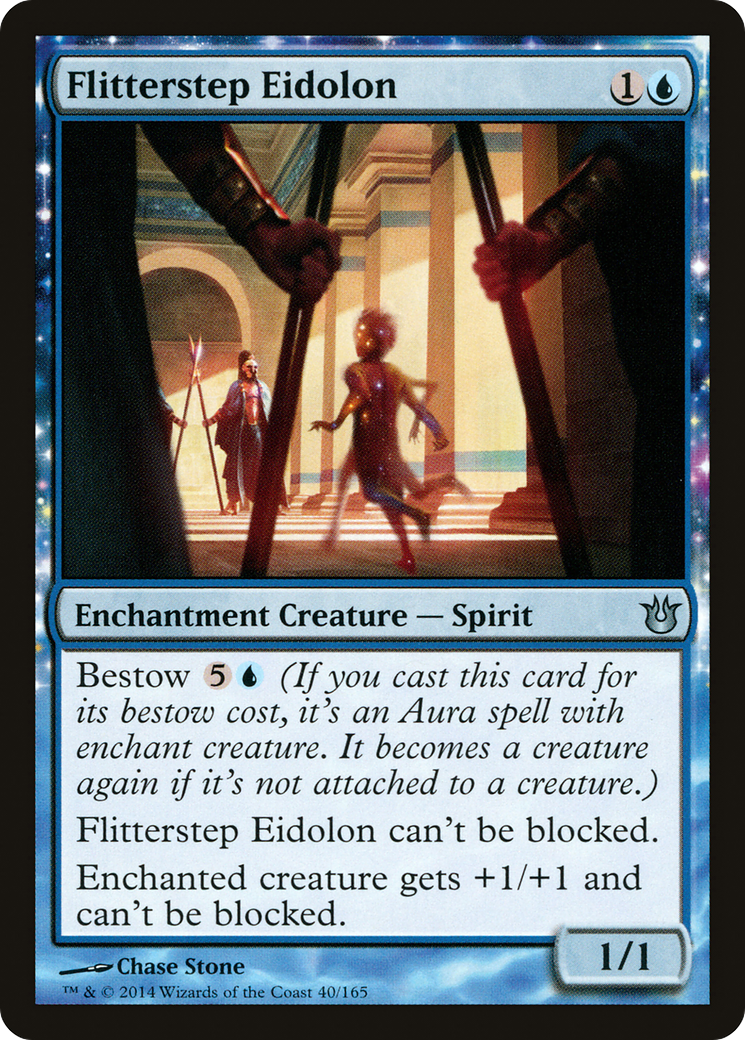 Flitterstep Eidolon 1
Enchantment Creature — Spirit
Bestow 5 (If you cast this card for
its bestow cost, it's an Aura spell with
enchant creature. It becomes a creature
again if it's not attached to a creature.)
Flitterstep Eidolon can't be blocked.
Enchanted creature gets +1/+1 and
can't be blocked.
1/1
Chase Stone
™ & © 2014 Wizards of the Coast 40/165